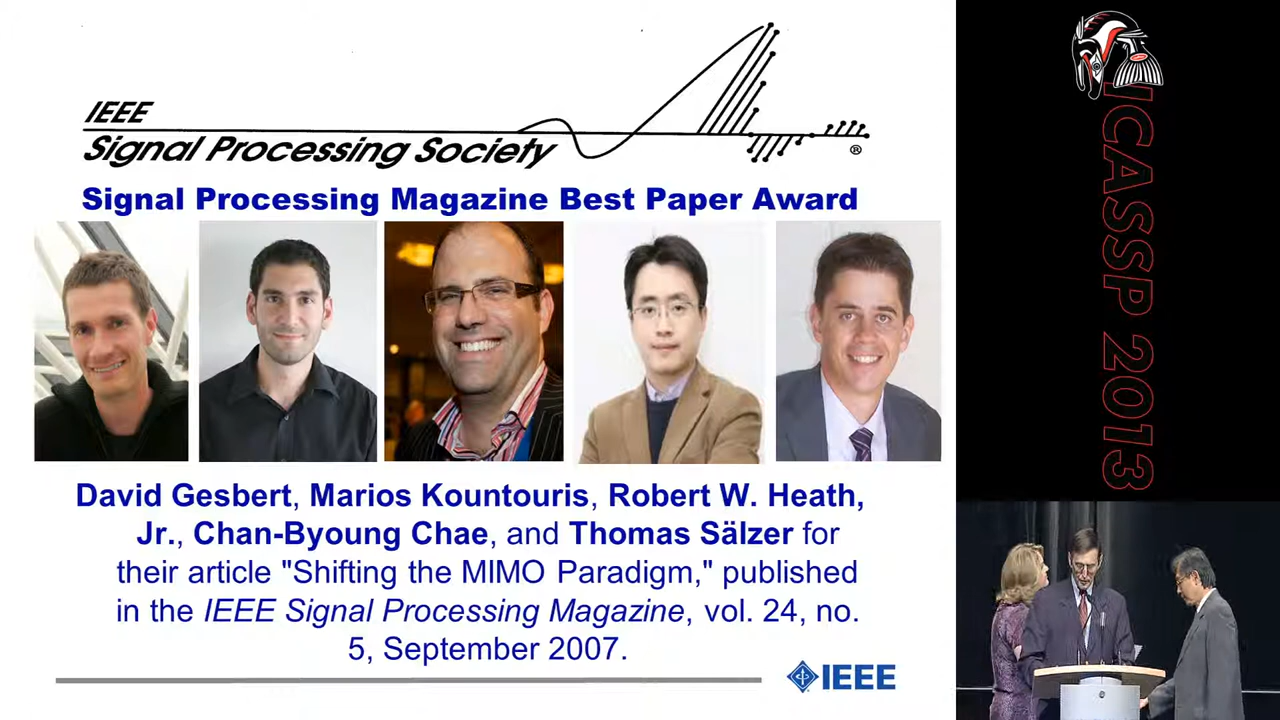 IEEE
Signal Processing Society
®
Signal Processing Magazine Best Paper Award
David Gesbert, Marios Kountouris, Robert W. Heath,
Jr., Chan-Byoung Chae, and Thomas Sälzer for
their article "Shifting the MIMO Paradigm," published
in the IEEE Signal Processing Magazine, vol. 24, no.
5, September 2007.
IEEE
ICASSP 2013